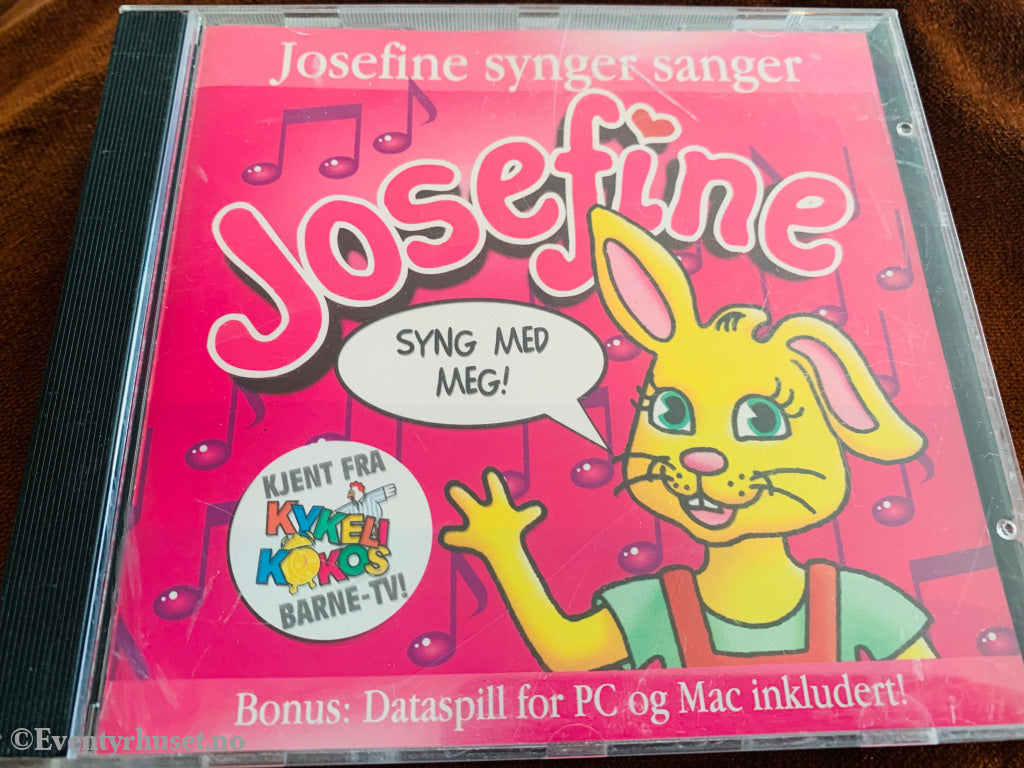 Josefine synger sanger
Josefine
SYNG MED
MEG!
KJENT FRA
KYKELI
KOKOS
BARNE-TV!
Bonus: Dataspill for PC og Mac inkludert!
©Eventyrhuset.no